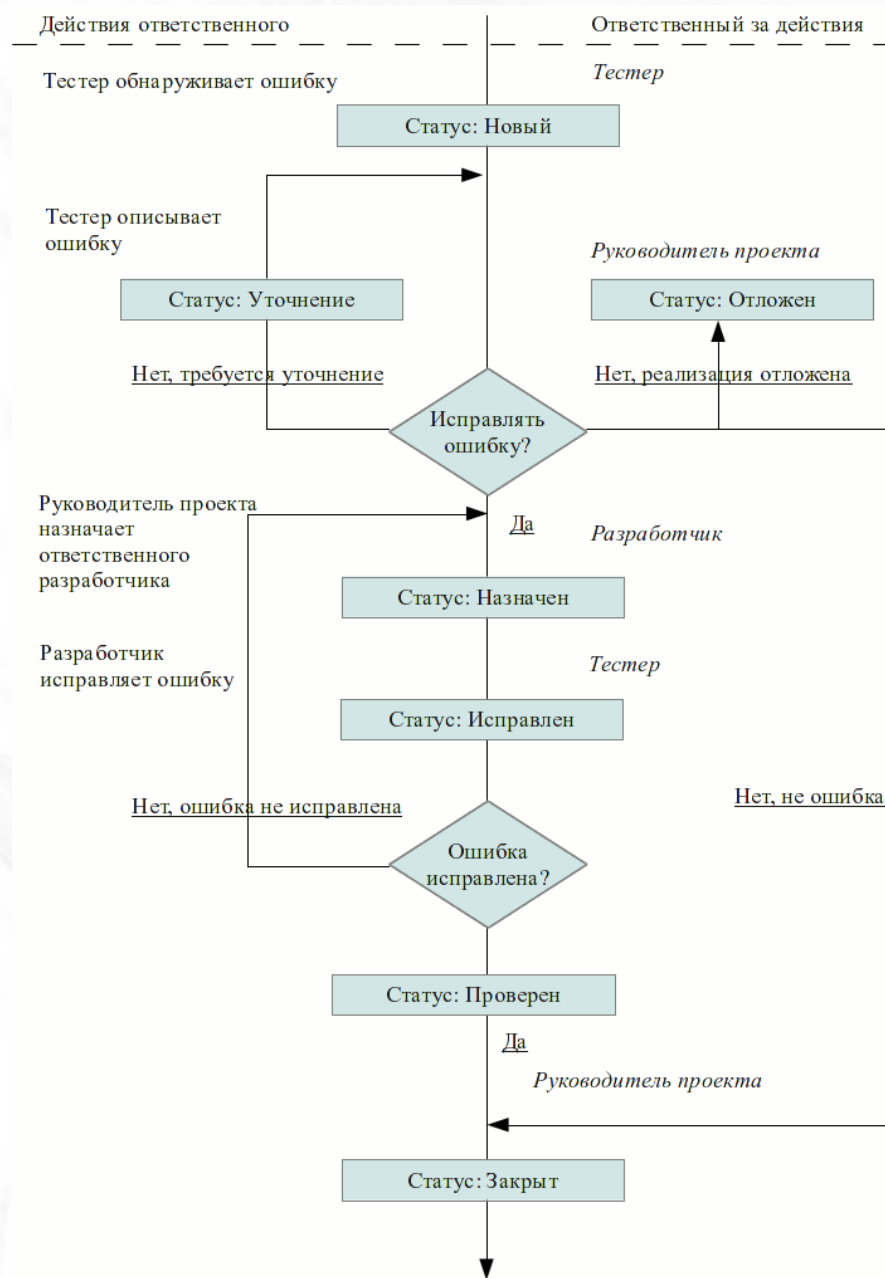 Действия ответственного
Ответственный за действия
Тестер обнаруживает ошибку
Тестер
Статус: Новый
Тестер описывает
ошибку
Руководитель проекта
Статус: Уточнение
Статус: Отложен
Нет, требуется уточнение
Нет, реализация отложена
Исправлять
ошибку?
Руководитель проекта
назначает
ответственного
разработчика
Да
Разработчик
Статус: Назначен
Разработчик
исправляет ошибку
Тестер
Статус: Исправлен
Нет, ошибка не исправлена
Нет, не ошибка
Ошибка
исправлена?
Статус: Проверен
Да
Руководитель проекта
Статус: Закрыт